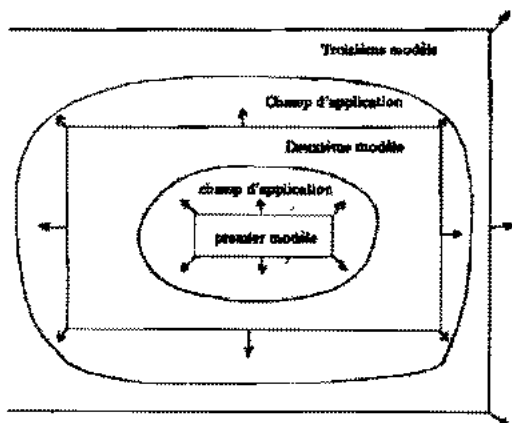 Troisième modèle
Champ d'application
Deuxième modèle
champ d'application
premier modèle